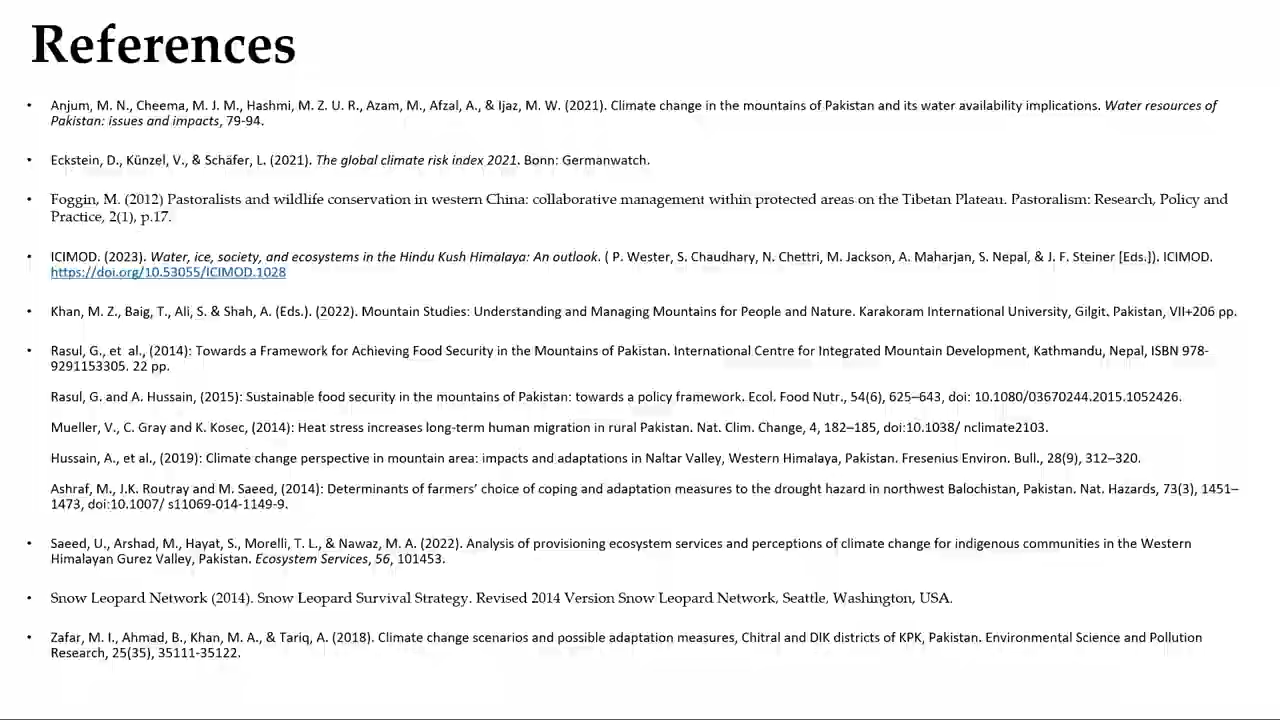 References
• Anjum, M. N., Cheema, M. J. M., Hashmi, M. Z. U. R., Azam, M., Afzal, A., & Ijaz, M. W. (2021). Climate change in the mountains of Pakistan and its water availability implications. Water resources of
Pakistan: issues and impacts, 79-94.
• Eckstein, D., Künzel, V., & Schäfer, L. (2021). The global climate risk index 2021. Bonn: Germanwatch.
• Foggin, M. (2012) Pastoralists and wildlife conservation in western China: collaborative management within protected areas on the Tibetan Plateau. Pastoralism: Research, Policy and
Practice, 2(1), p.17.
• ICIMOD. (2023). Water, ice, society, and ecosystems in the Hindu Kush Himalaya: An outlook. ( P. Wester, S. Chaudhary, N. Chettri, M. Jackson, A. Maharjan, S. Nepal, & J. F. Steiner [Eds.]). ICIMOD.
https://doi.org/10.53055/ICIMOD.1028
• Khan, M. Z., Baig, T., Ali, S. & Shah, A. (Eds.). (2022). Mountain Studies: Understanding and Managing Mountains for People and Nature. Karakoram International University, Gilgit. Pakistan, VII+206 pp.
• Rasul, G., et al., (2014): Towards a Framework for Achieving Food Security in the Mountains of Pakistan. International Centre for Integrated Mountain Development, Kathmandu, Nepal, ISBN 978-
9291153305. 22 pp.
Rasul, G. and A. Hussain, (2015): Sustainable food security in the mountains of Pakistan: towards a policy framework. Ecol. Food Nutr., 54(6), 625–643, doi: 10.1080/03670244.2015.1052426.
Mueller, V., C. Gray and K. Kosec, (2014): Heat stress increases long-term human migration in rural Pakistan. Nat. Clim. Change, 4, 182–185, doi:10.1038/ nclimate2103.
Hussain, A., et al., (2019): Climate change perspective in mountain area: impacts and adaptations in Naltar Valley, Western Himalaya, Pakistan. Fresenius Environ. Bull., 28(9), 312–320.
Ashraf, M., J.K. Routray and M. Saeed, (2014): Determinants of farmers’ choice of coping and adaptation measures to the drought hazard in northwest Balochistan, Pakistan. Nat. Hazards, 73(3), 1451–
1473, doi:10.1007/ s11069-014-1149-9.
• Saeed, U., Arshad, M., Hayat, S., Morelli, T. L., & Nawaz, M. A. (2022). Analysis of provisioning ecosystem services and perceptions of climate change for indigenous communities in the Western
Himalayan Gurez Valley, Pakistan. Ecosystem Services, 56, 101453.
• Snow Leopard Network (2014). Snow Leopard Survival Strategy. Revised 2014 Version Snow Leopard Network, Seattle, Washington, USA.
• Zafar, M. I., Ahmad, B., Khan, M. A., & Tariq, A. (2018). Climate change scenarios and possible adaptation measures, Chitral and DIK districts of KPK, Pakistan. Environmental Science and Pollution
Research, 25(35), 35111-35122.